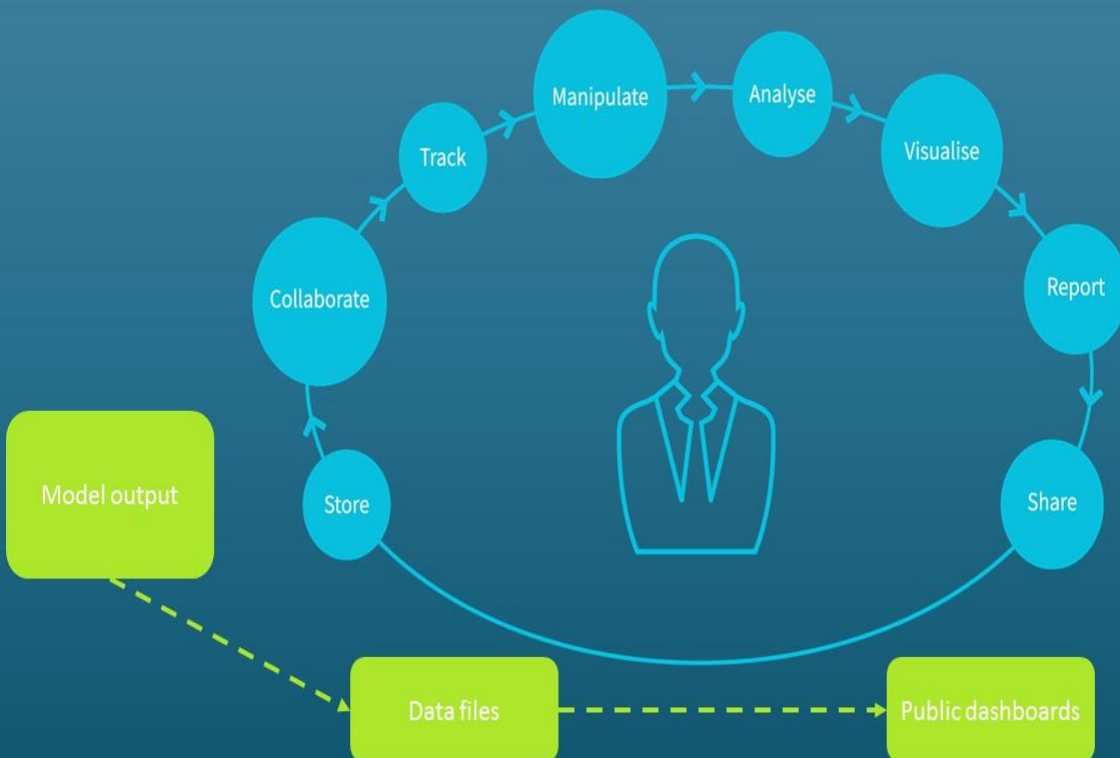 Manipulate
Analyse
Track
Visualise
Collaborate
Report
Model output
Store
Share
Data files
Public dashboards